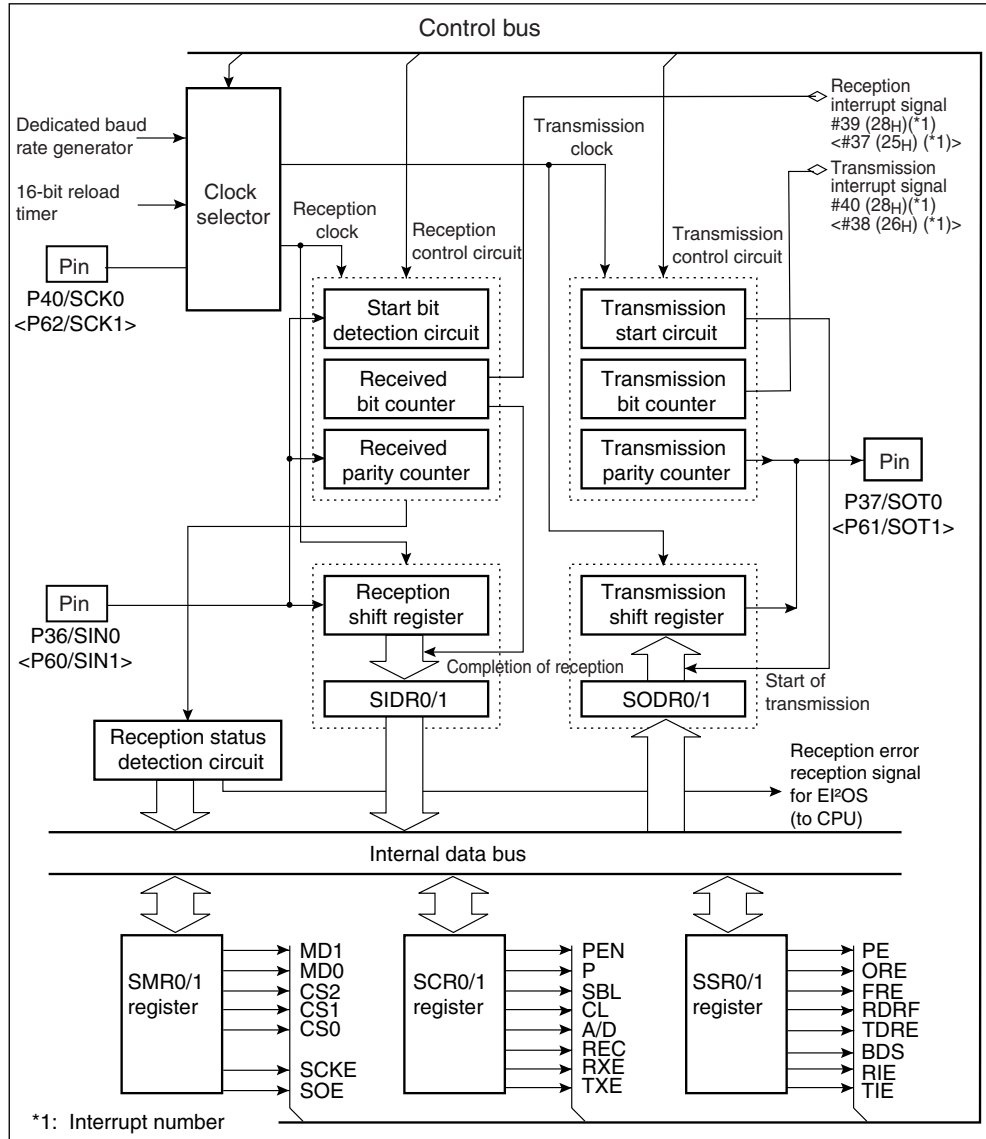 Control bus
Dedicated baud
rate generator
16-bit reload
timer
Pin
P40/SCK0
<P62/SCK1>
Clock
selector
Reception
clock
Reception
control circuit
Transmission
clock
Transmission
control circuit
Reception
interrupt signal
#39 (28H)(*1)
<#37 (25H) (*1)>
Transmission
interrupt signal
#40 (28H)(*1)
<#38 (26H) (*1)>
Start bit
detection circuit
Received
bit counter
Received
parity counter
Transmission
start circuit
Transmission
bit counter
Transmission
parity counter
Pin
P37/SOT0
<P61/SOT1>
Pin
P36/SIN0
<P60/SIN1>
Reception
shift register
Completion of reception
SIDR0/1
Transmission
shift register
SODR0/1
Start of
transmission
Reception status
detection circuit
Reception error
reception signal
for EI²OS
(to CPU)
Internal data bus
SMR0/1
register
MD1
MD0
CS2
CS1
CS0
SCKE
SOE
SCR0/1
register
PEN
P
SBL
CL
A/D
REC
RXE
TXE
SSR0/1
register
PE
ORE
FRE
RDRF
TDRE
BDS
RIE
TIE
*1: Interrupt number